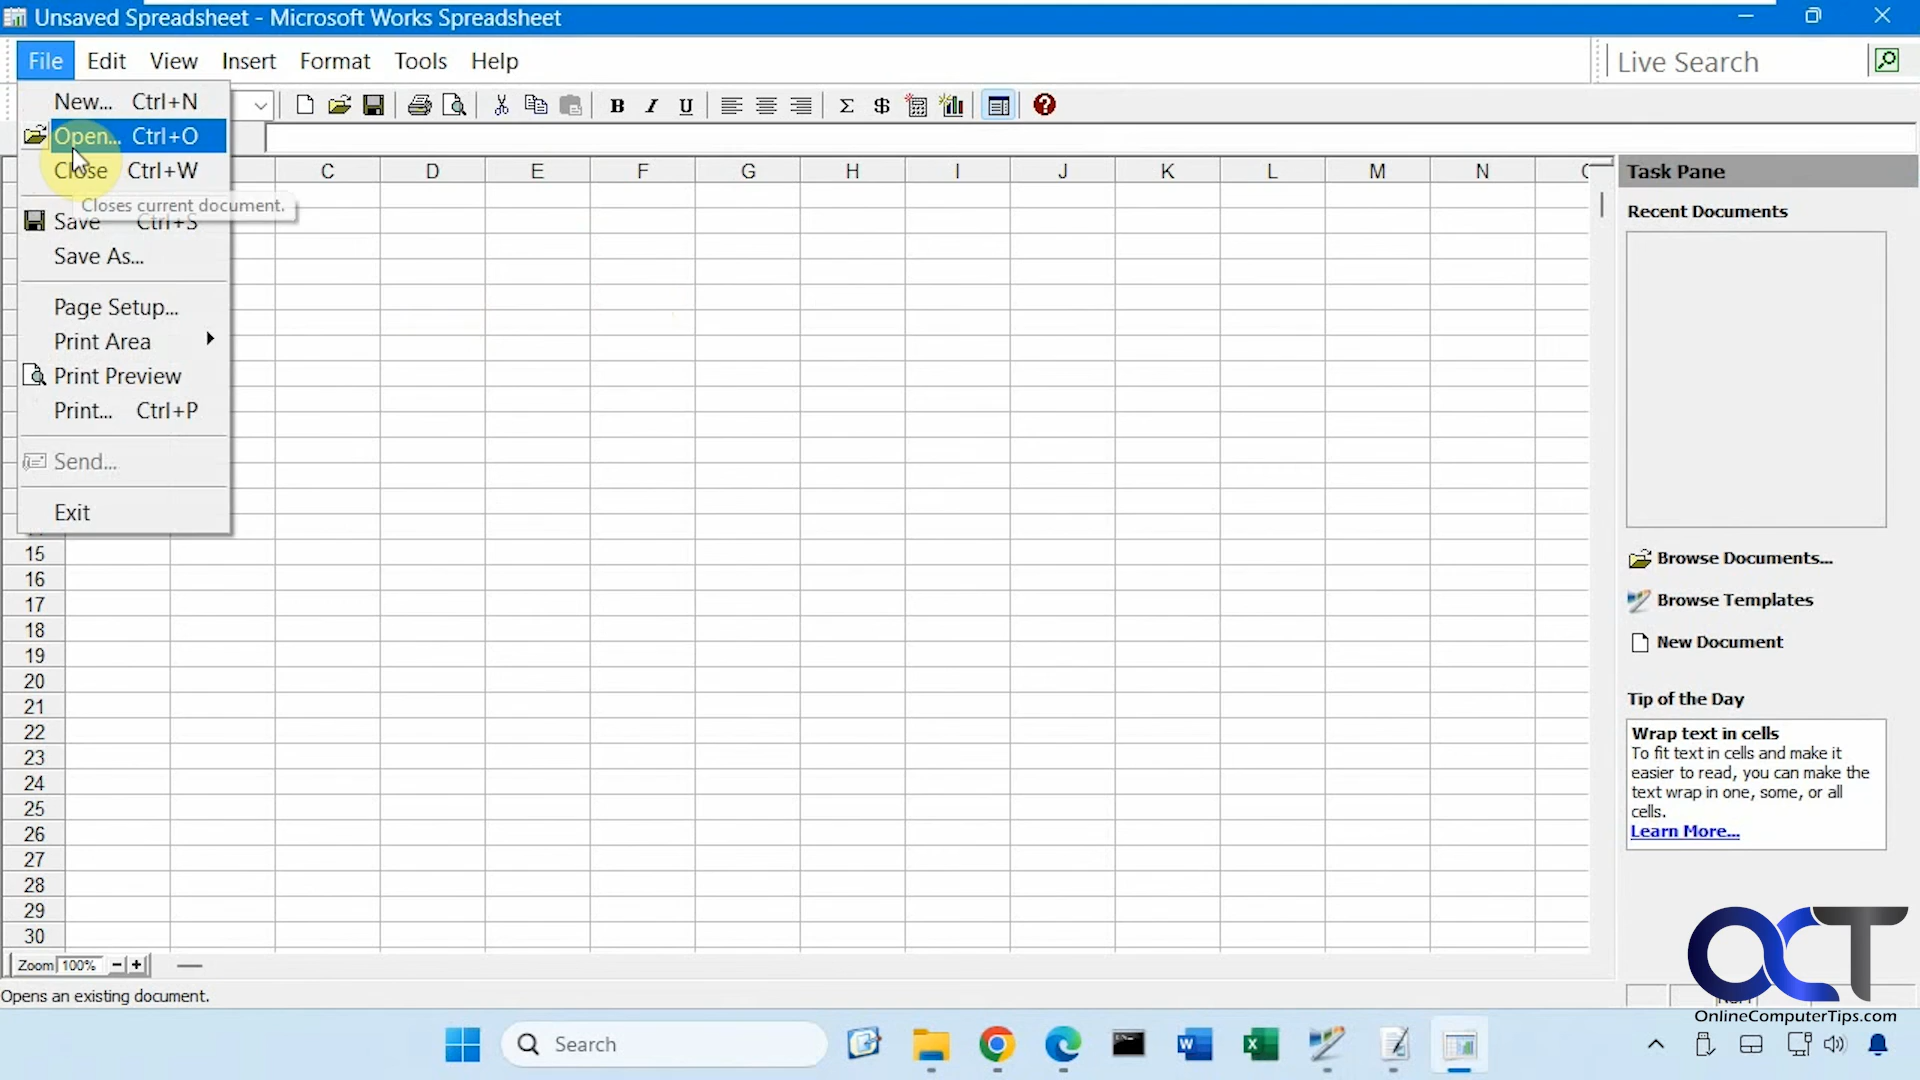 Unsaved Spreadsheet - Microsoft Works Spreadsheet
File Edit View Insert Format Tools Help
Live Search
New... Ctrl+N
Open... Ctrl+O
Close Ctrl+W
Closes current document.
Save Ctrl+S
Save As...
Page Setup...
Print Area
Print Preview
Print... Ctrl+P
Send...
Exit
C D E F G H I J K L M N
15
16
17
18
19
20
21
22
23
24
25
26
27
28
29
30
Zoom 100%
Opens an existing document.
Task Pane
Recent Documents
Browse Documents...
Browse Templates
New Document
Tip of the Day
Wrap text in cells
To fit text in cells and make it
easier to read, you can make the
text wrap in one, some, or all
cells.
Learn More...
OCT
OnlineComputerTips.com
Search